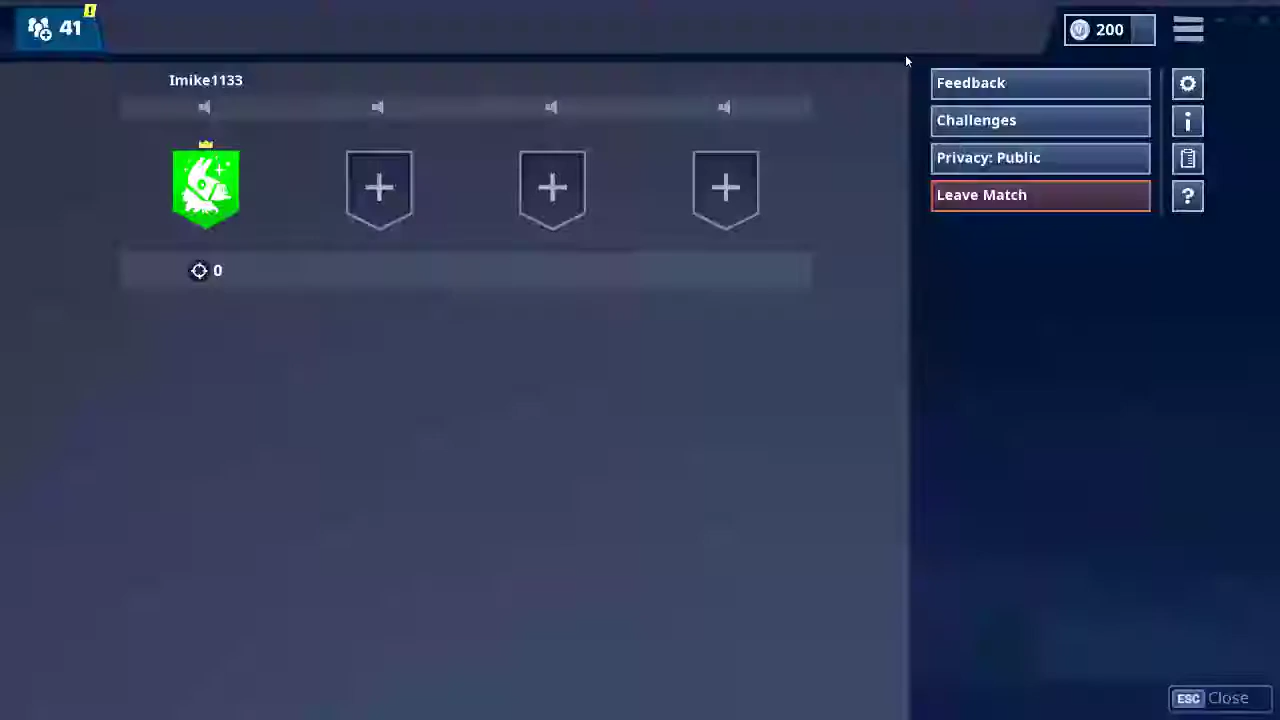 41
!
200
Imike1133
Feedback
Challenges
Privacy: Public
Leave Match
i
?
0
ESC Close